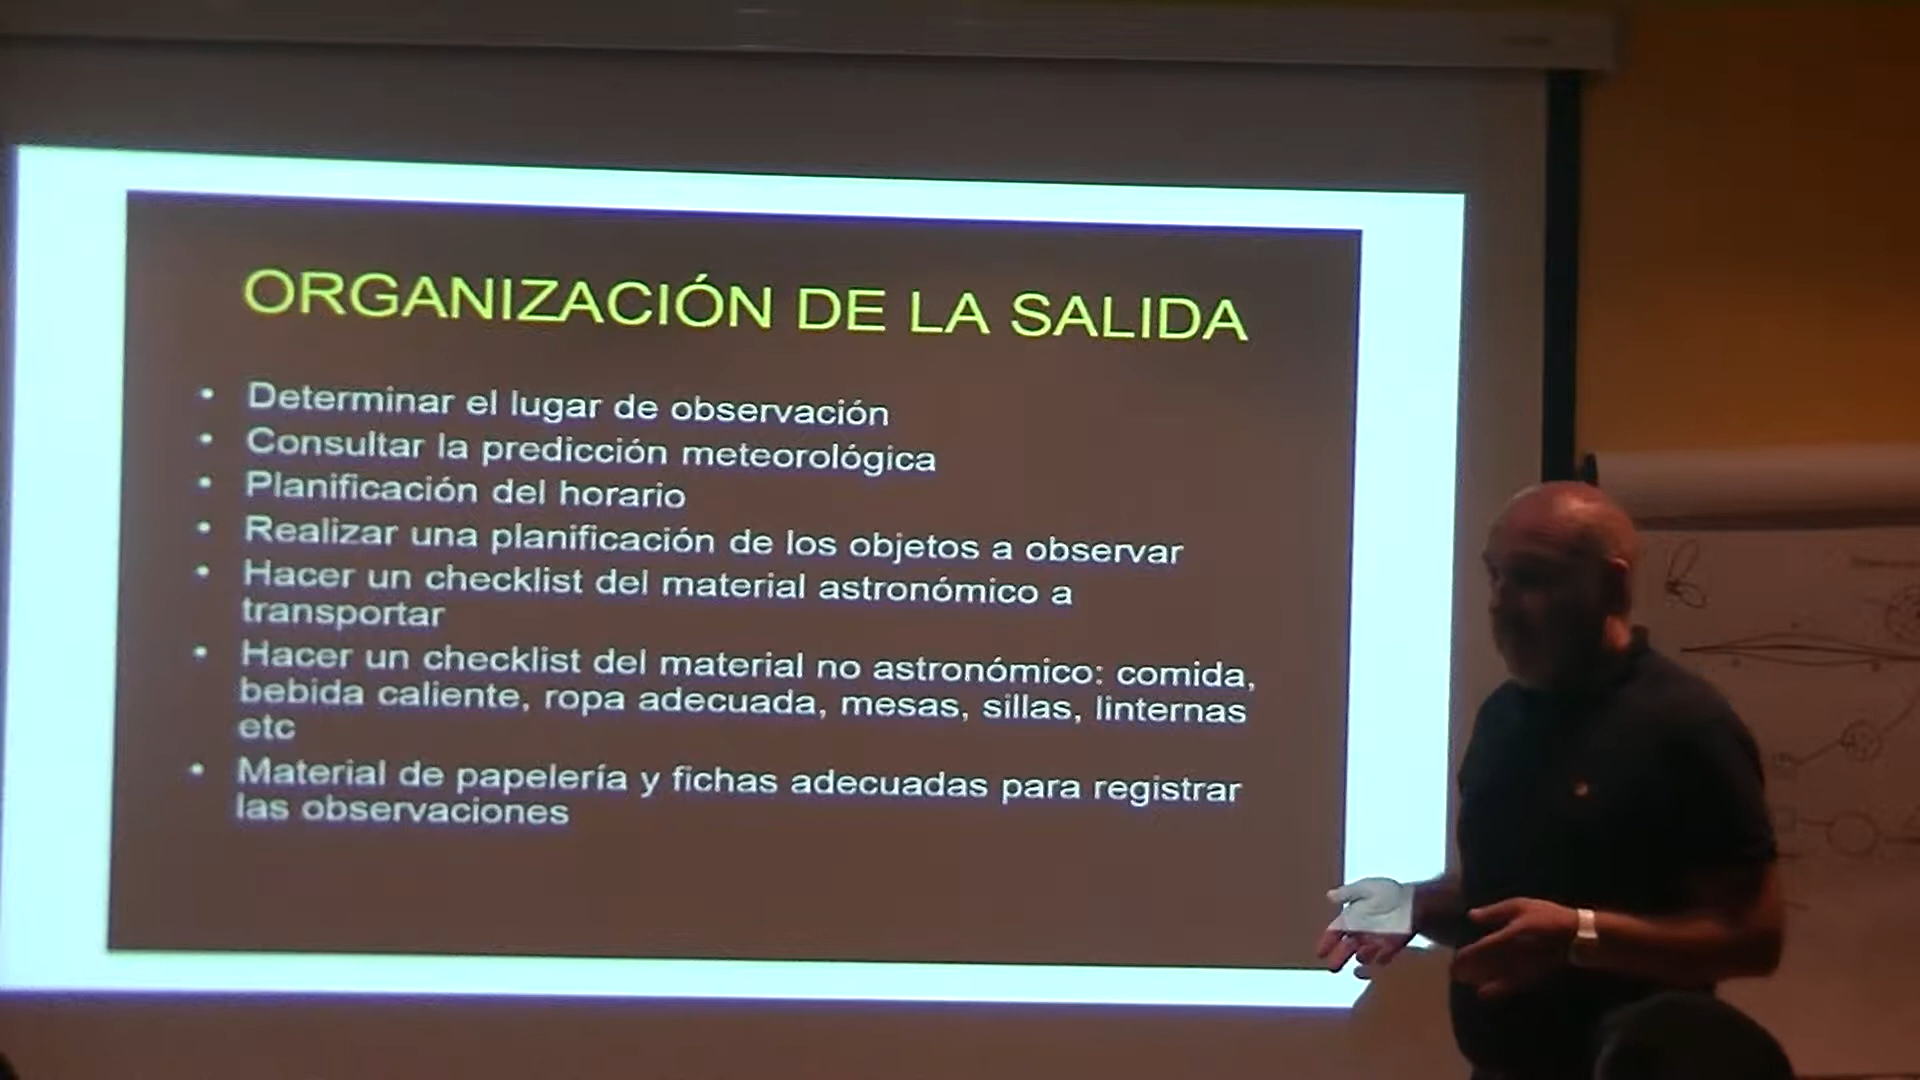 ORGANIZACIÓN DE LA SALIDA
• Determinar el lugar de observación
• Consultar la predicción meteorológica
• Planificación del horario
• Realizar una planificación de los objetos a observar
• Hacer un checklist del material astronómico a
transportar
• Hacer un checklist del material no astronómico: comida,
bebida caliente, ropa adecuada, mesas, sillas, linternas
etc
• Material de papelería y fichas adecuadas para registrar
las observaciones